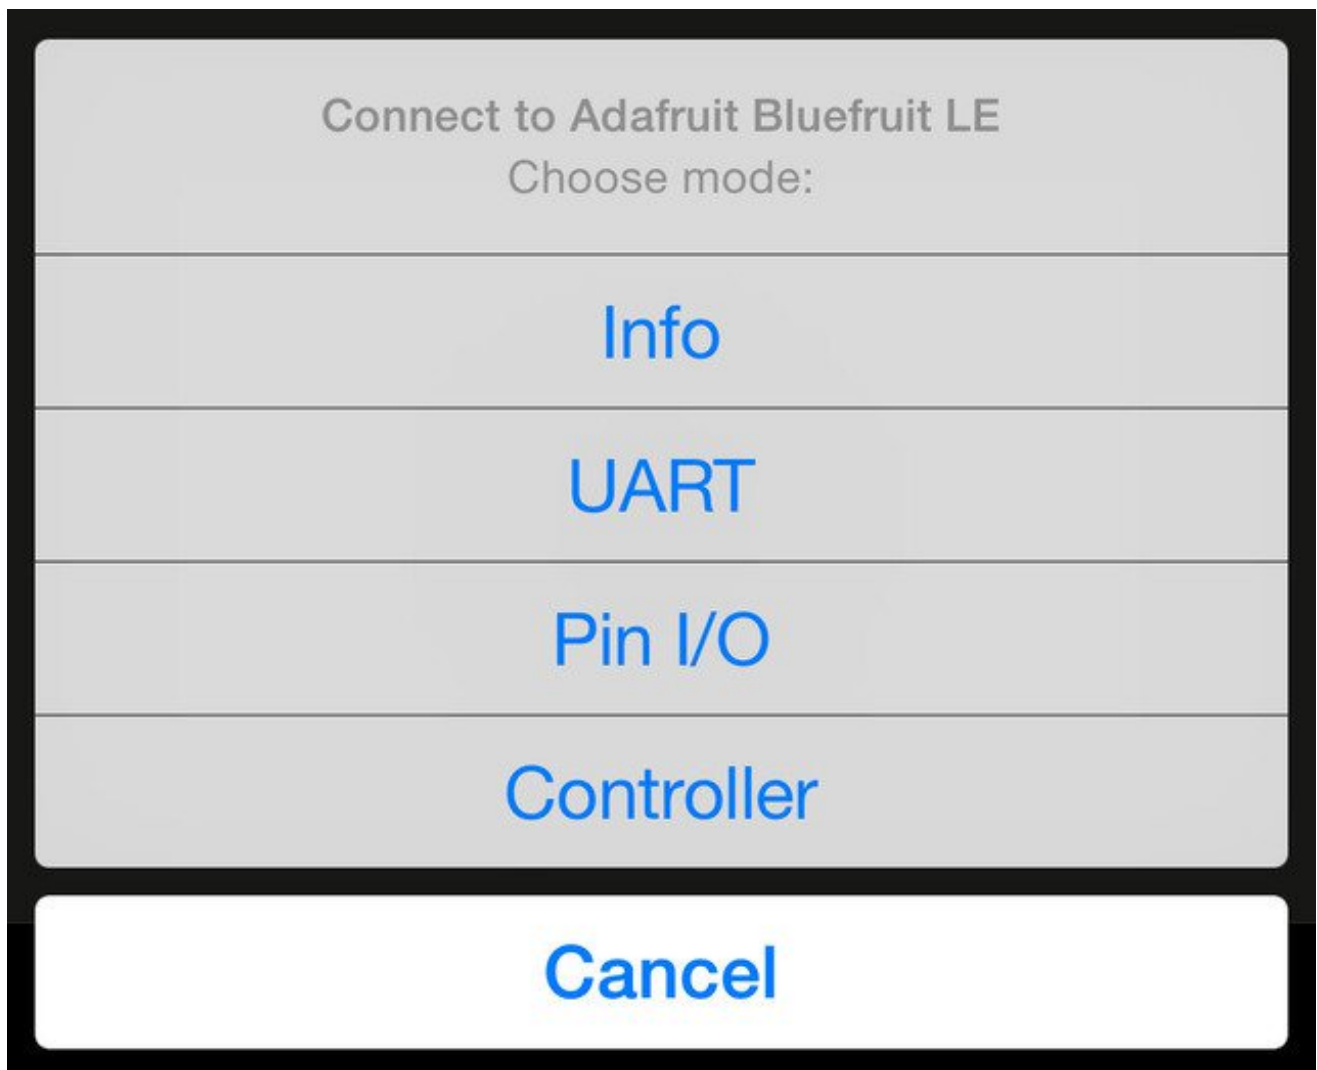 Connect to Adafruit Bluefruit LE
Choose mode:
Info
UART
Pin I/O
Controller
Cancel